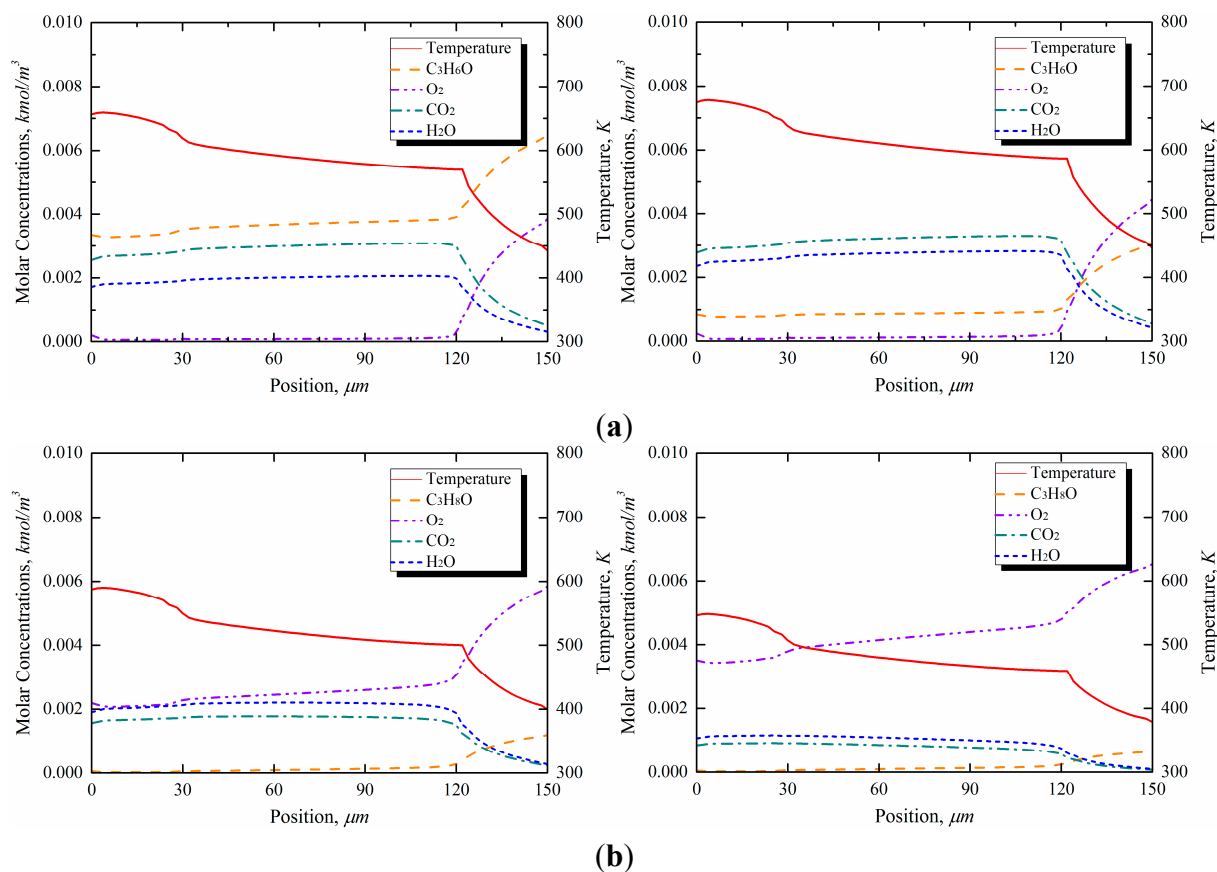 0.010
0.008
0.006
0.004
0.002
0.000
Molar Concentrations, kmol/m³
800
700
600
500
400
300
Temperature, K
Temperature
C₃H₆O
O₂
CO₂
H₂O
0 30 60 90 120 150
Position, μm
0.010
0.008
0.006
0.004
0.002
0.000
Molar Concentrations, kmol/m³
800
700
600
500
400
300
Temperature, K
Temperature
C₃H₆O
O₂
CO₂
H₂O
0 30 60 90 120 150
Position, μm
(a)
0.010
0.008
0.006
0.004
0.002
0.000
Molar Concentrations, kmol/m³
800
700
600
500
400
300
Temperature, K
Temperature
C₃H₈O
O₂
CO₂
H₂O
0 30 60 90 120 150
Position, μm
0.010
0.008
0.006
0.004
0.002
0.000
Molar Concentrations, kmol/m³
800
700
600
500
400
300
Temperature, K
Temperature
C₃H₈O
O₂
CO₂
H₂O
0 30 60 90 120 150
Position, μm
(b)